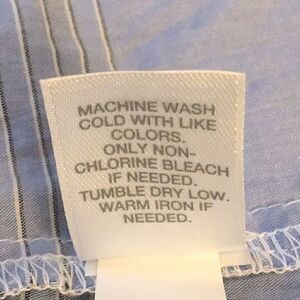 MACHINE WASH
COLD WITH LIKE
COLORS.
ONLY NON-
CHLORINE BLEACH
IF NEEDED.
TUMBLE DRY LOW.
WARM IRON IF
NEEDED.